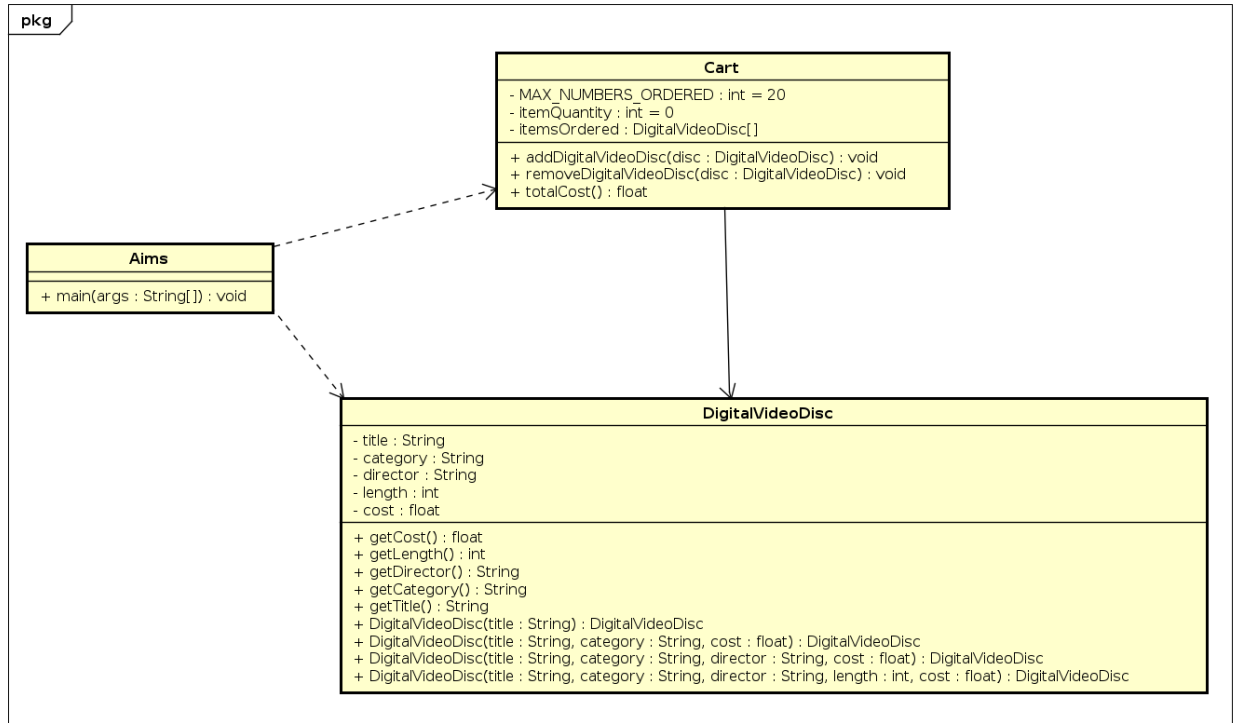 pkg
Cart
- MAX_NUMBERS_ORDERED : int = 20
- itemQuantity : int = 0
- itemsOrdered : DigitalVideoDisc[]
+ addDigitalVideoDisc(disc : DigitalVideoDisc) : void
+ removeDigitalVideoDisc(disc : DigitalVideoDisc) : void
+ totalCost() : float
Aims
+ main(args : String[]) : void
DigitalVideoDisc
- title : String
- category : String
- director : String
- length : int
- cost : float
+ getCost() : float
+ getLength() : int
+ getDirector() : String
+ getCategory() : String
+ getTitle() : String
+ DigitalVideoDisc(title : String) : DigitalVideoDisc
+ DigitalVideoDisc(title : String, category : String, cost : float) : DigitalVideoDisc
+ DigitalVideoDisc(title : String, category : String, director : String, cost : float) : DigitalVideoDisc
+ DigitalVideoDisc(title : String, category : String, director : String, length : int, cost : float) : DigitalVideoDisc